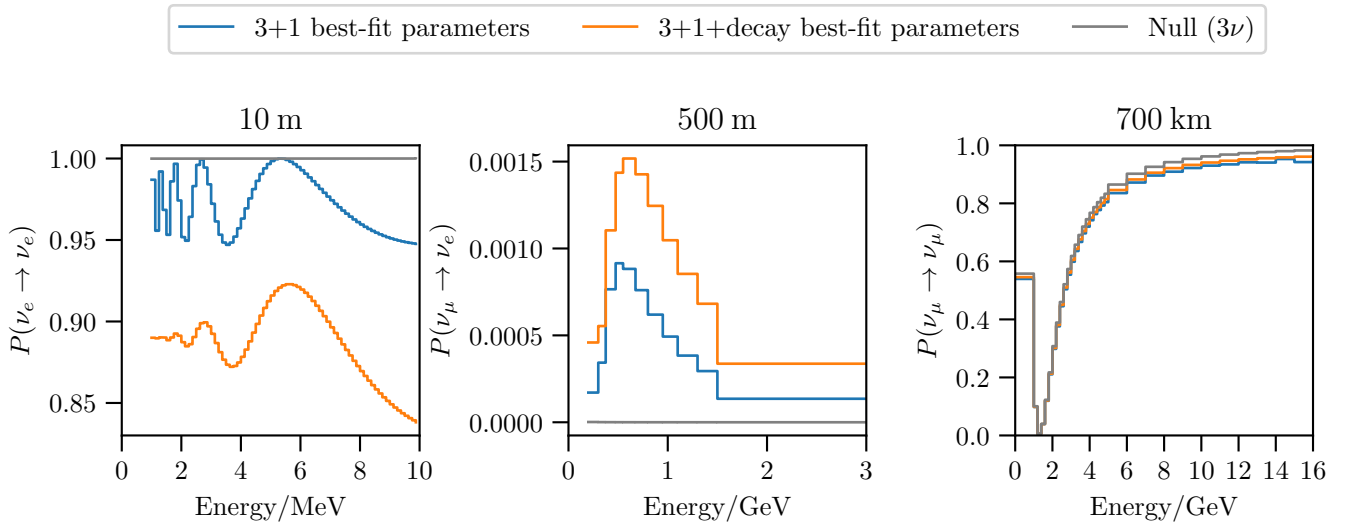 3+1 best-fit parameters
3+1+decay best-fit parameters
Null (3ν)
10 m
P(νe → νe)
1.00
0.95
0.90
0.85
0 2 4 6 8 10
Energy/MeV
500 m
P(νμ → νe)
0.0015
0.0010
0.0005
0.0000
0 1 2 3
Energy/GeV
700 km
P(νμ → νμ)
1.0
0.8
0.6
0.4
0.2
0.0
0 2 4 6 8 10 12 14 16
Energy/GeV